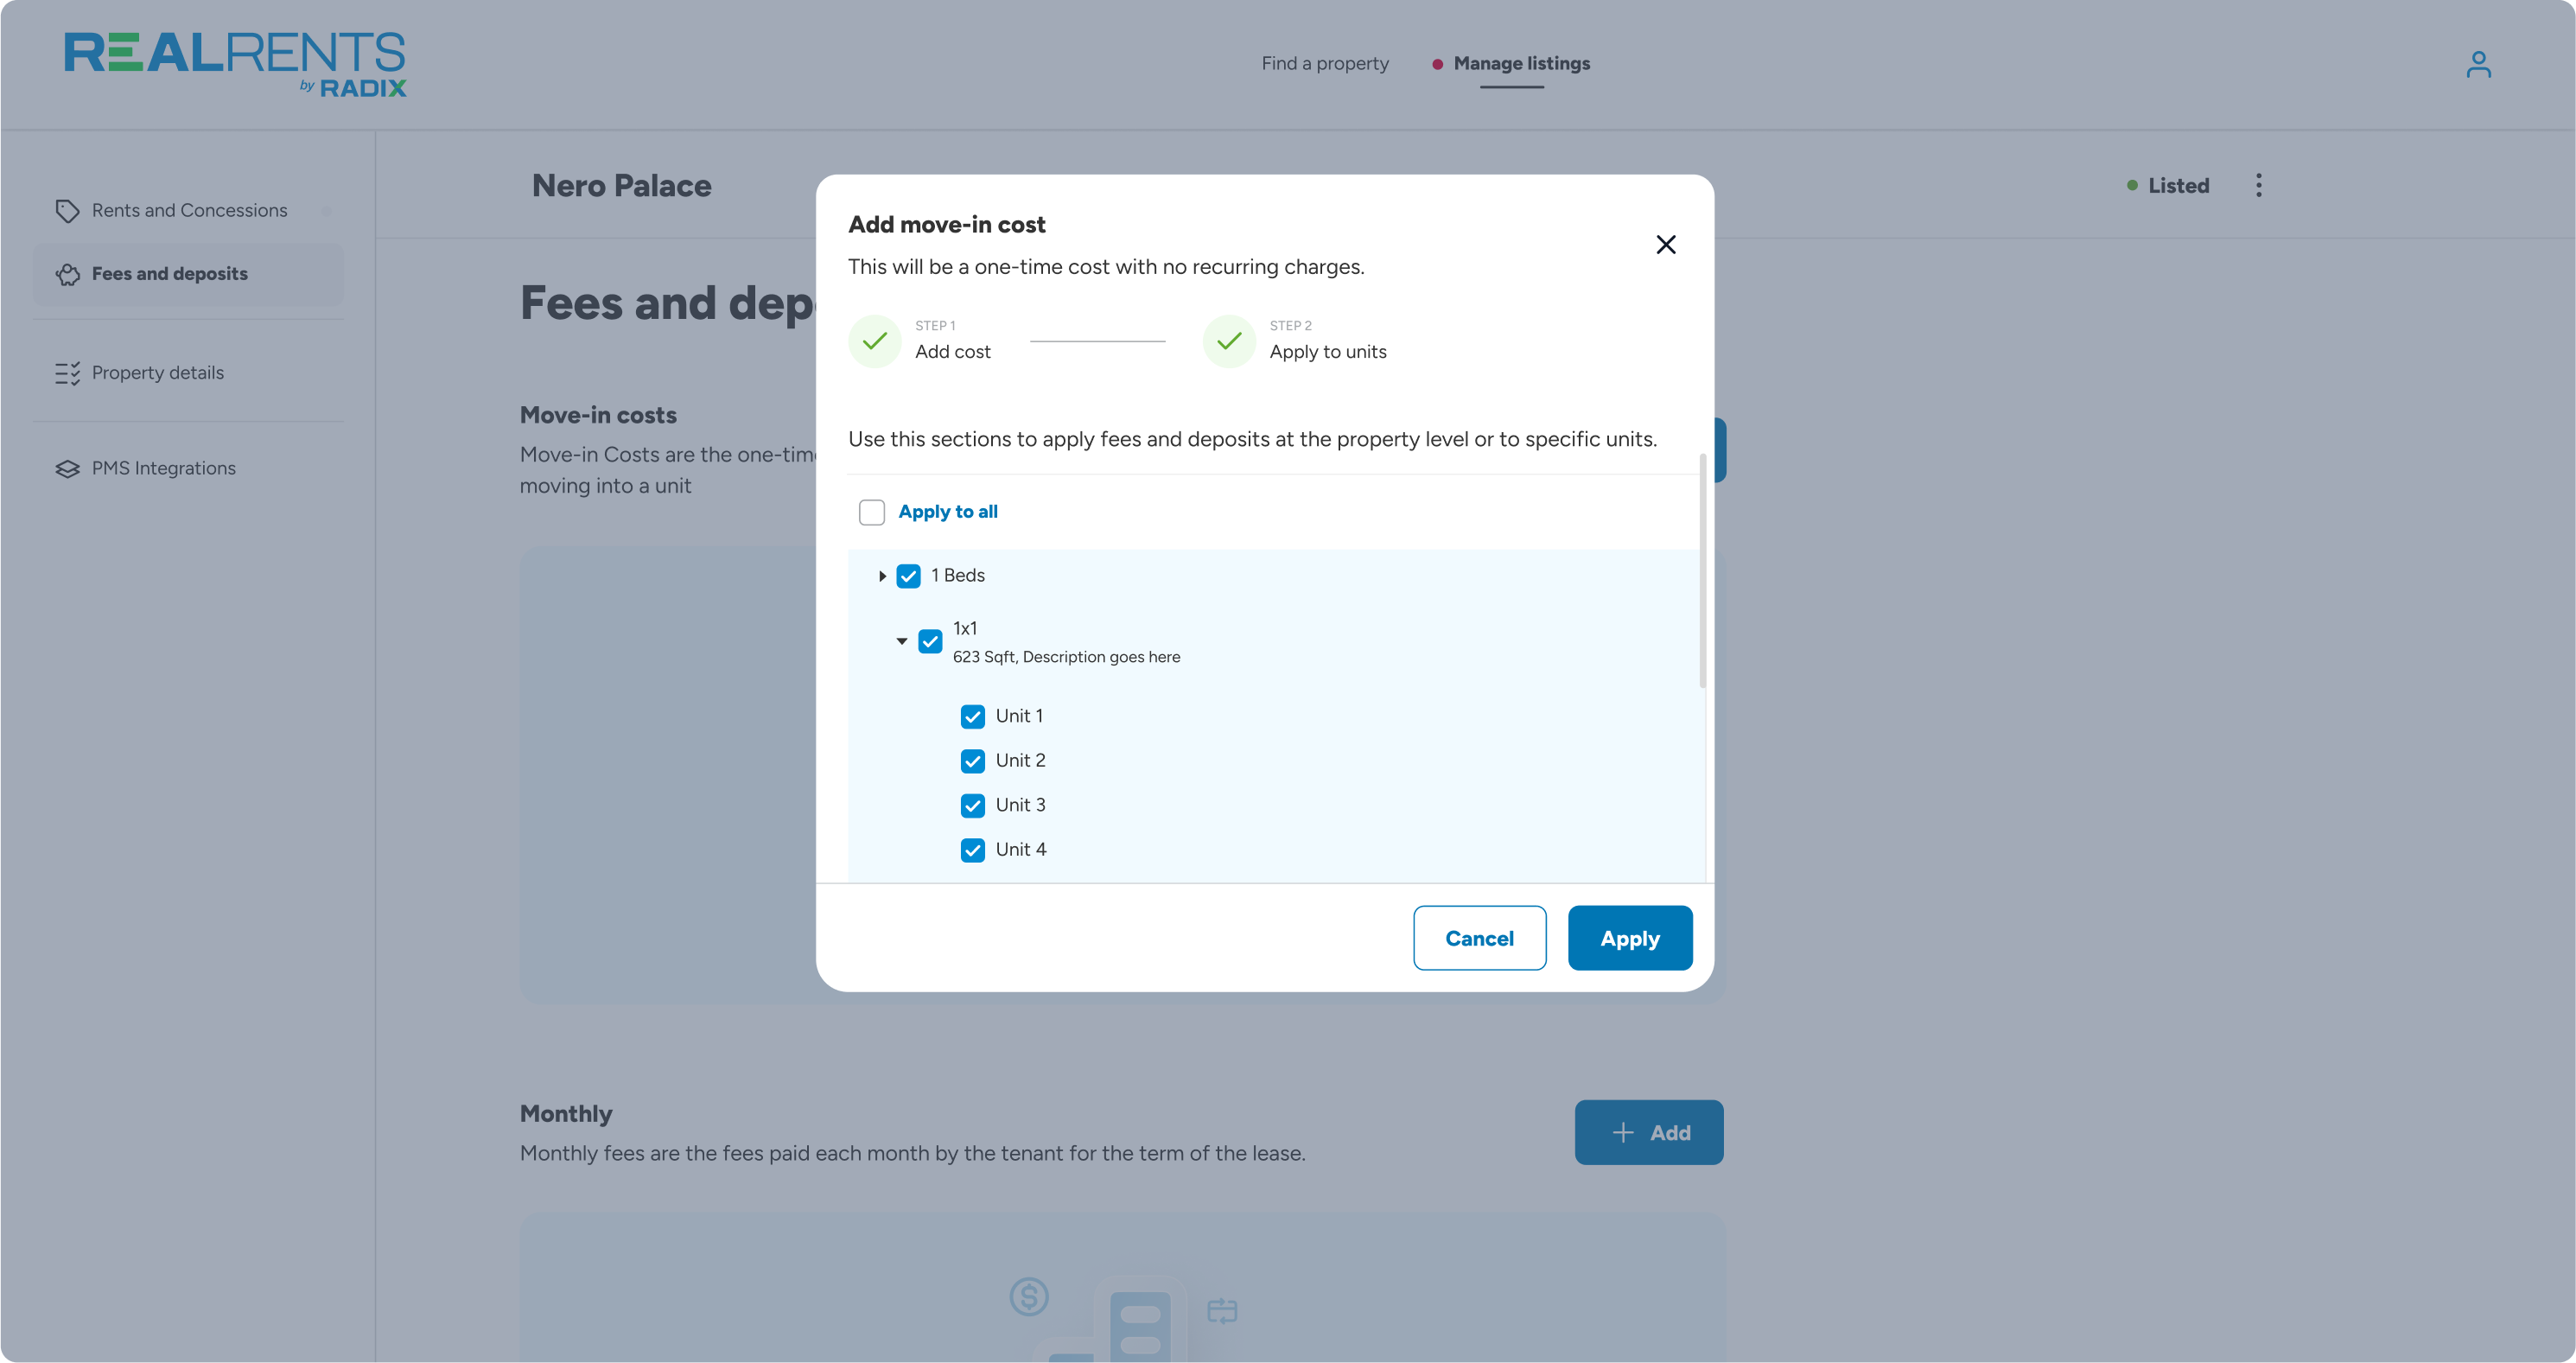 REALRENTS
by RADIX
Find a property
Manage listings
Rents and Concessions
Fees and deposits
Property details
PMS Integrations
Nero Palace
Listed
Fees and
Move-in costs
Move-in Costs are the
moving into a unit
Add move-in cost
This will be a one-time cost with no recurring charges.
STEP 1
Add cost
STEP 2
Apply to units
Use this sections to apply fees and deposits at the property level or to specific units.
Apply to all
1 Beds
1x1
623 Sqft, Description goes here
Unit 1
Unit 2
Unit 3
Unit 4
Cancel
Apply
Monthly
Monthly fees are the fees paid each month by the tenant for the term of the lease.
Add